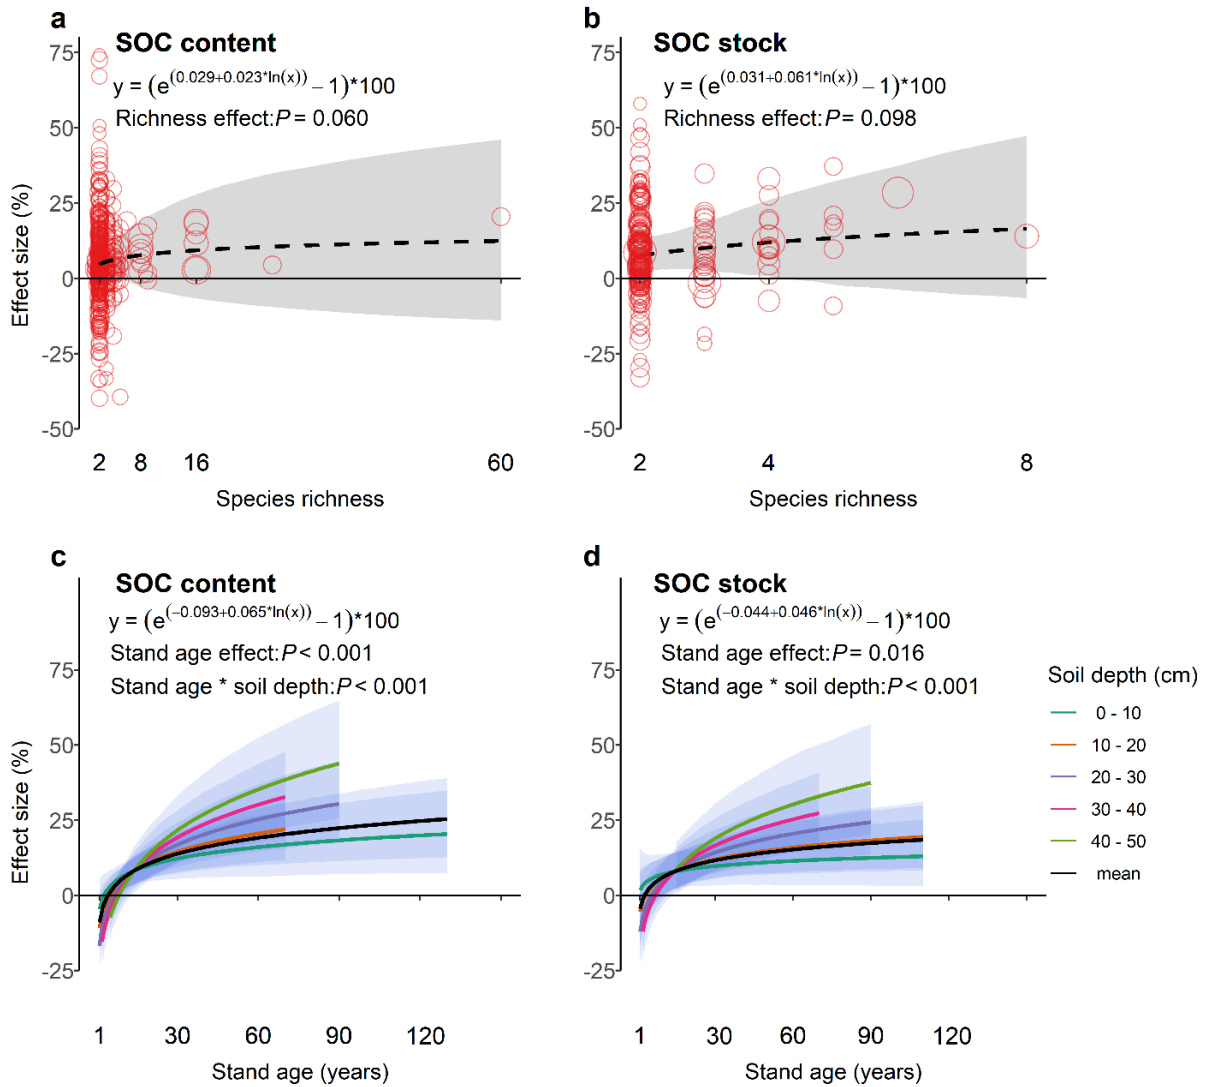 a
SOC content
y = (e^(0.029+0.023*ln(x)) − 1)*100
Richness effect:P = 0.060
Effect size (%)
75
50
25
0
-25
-50
2 8 16 60
Species richness
b
SOC stock
y = (e^(0.031+0.061*ln(x)) − 1)*100
Richness effect:P = 0.098
75
50
25
0
-25
-50
2 4 8
Species richness
c
SOC content
y = (e^(−0.093+0.065*ln(x)) − 1)*100
Stand age effect:P < 0.001
Stand age * soil depth:P < 0.001
Effect size (%)
75
50
25
0
-25
1 30 60 90 120
Stand age (years)
d
SOC stock
y = (e^(−0.044+0.046*ln(x)) − 1)*100
Stand age effect:P = 0.016
Stand age * soil depth:P < 0.001
75
50
25
0
-25
1 30 60 90 120
Stand age (years)
Soil depth (cm)
0 - 10
10 - 20
20 - 30
30 - 40
40 - 50
mean